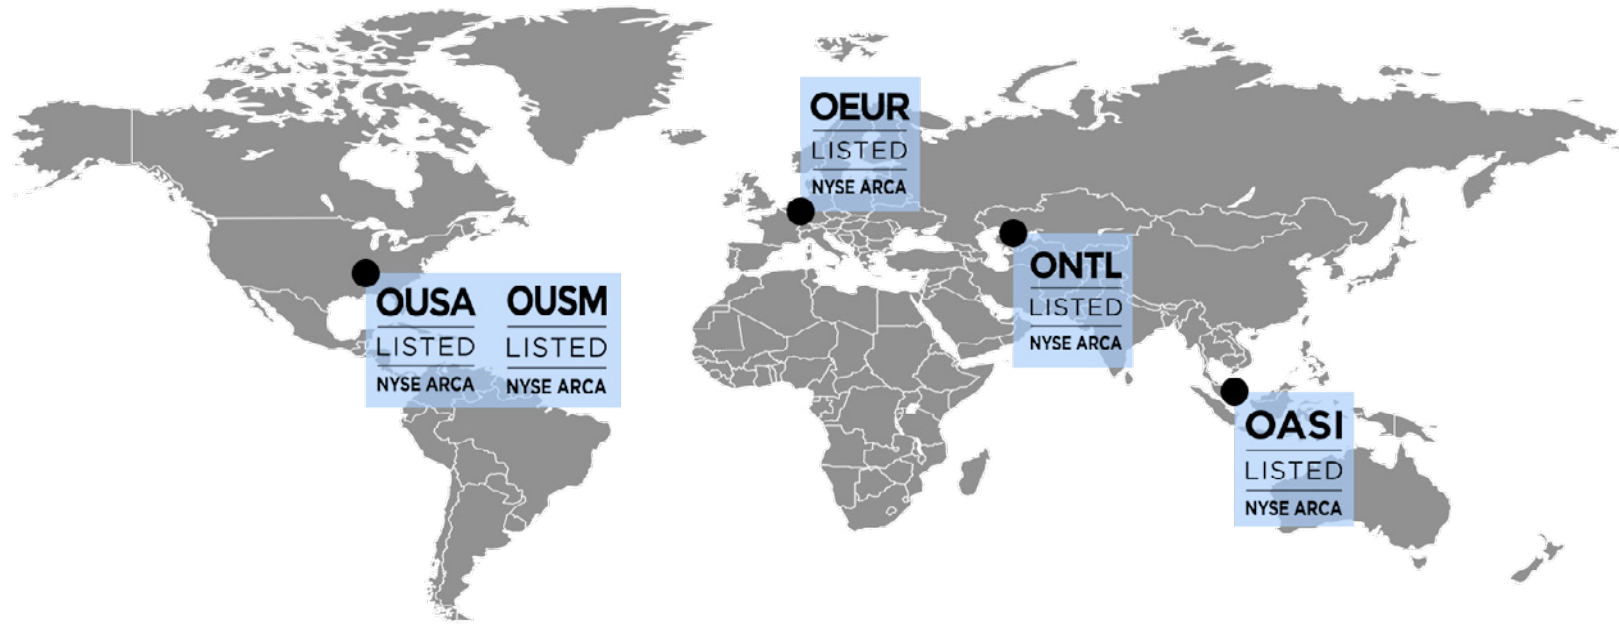 OEUR
LISTED
NYSE ARCA
ONTL
LISTED
NYSE ARCA
OUSA
LISTED
NYSE ARCA
OUSM
LISTED
NYSE ARCA
OASI
LISTED
NYSE ARCA